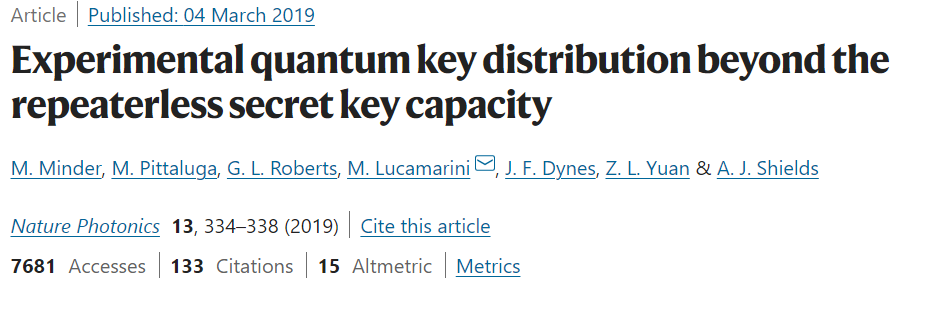 Article Published: 04 March 2019
Experimental quantum key distribution beyond the
repeaterless secret key capacity
M. Minder, M. Pittaluga, G. L. Roberts, M. Lucamarini, J. F. Dynes, Z. L. Yuan & A. J. Shields
Nature Photonics 13, 334–338 (2019) Cite this article
7681 Accesses 133 Citations 15 Altmetric Metrics